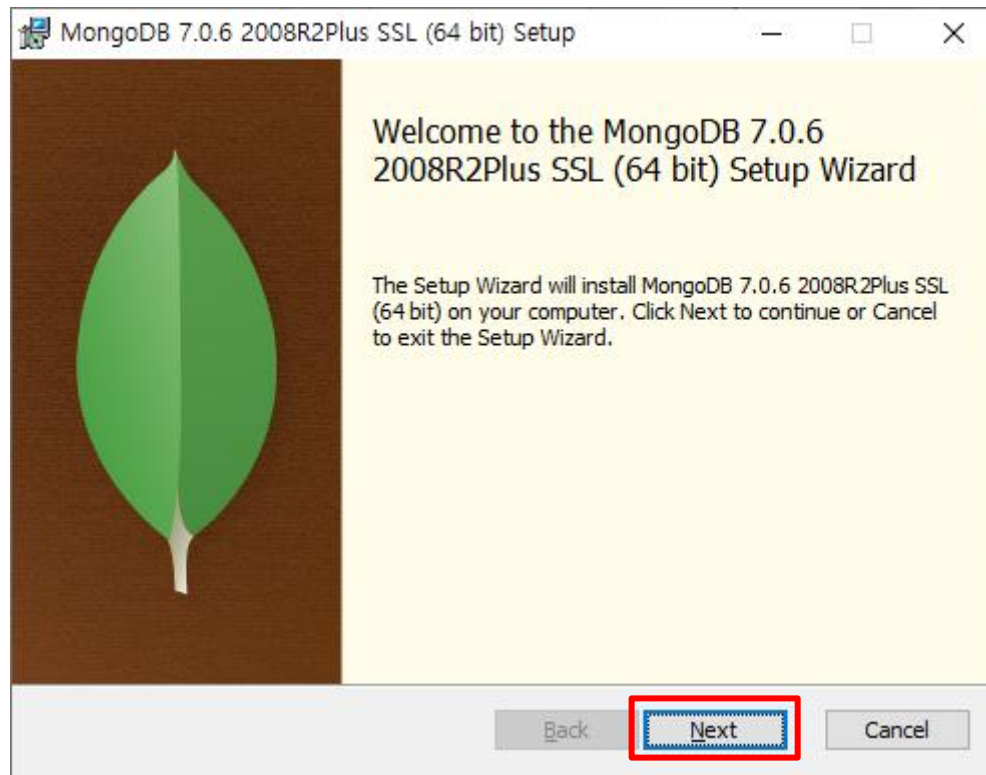 MongoDB 7.0.6 2008R2Plus SSL (64 bit) Setup
Welcome to the MongoDB 7.0.6
2008R2Plus SSL (64 bit) Setup Wizard
The Setup Wizard will install MongoDB 7.0.6 2008R2Plus SSL
(64 bit) on your computer. Click Next to continue or Cancel
to exit the Setup Wizard.
Back Next Cancel